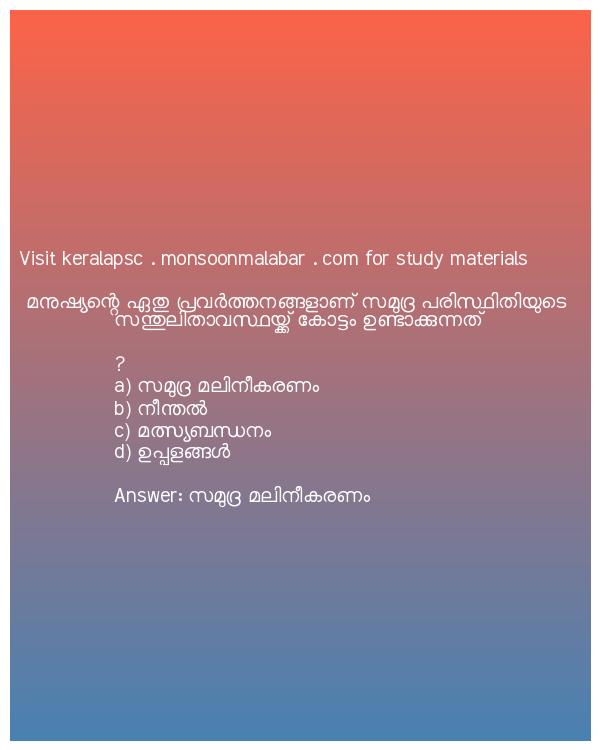 Visit keralapsc . monsoonmalabar . com for study materials
മനുഷ്യന്റെ ഏതു പ്രവർത്തനങ്ങളാണ് സമുദ്ര പരിസ്ഥിതിയുടെ
സന്തുലിതാവസ്ഥയ്ക്ക് കോട്ടം ഉണ്ടാക്കുന്നത്
?
a) സമുദ്ര മലിനീകരണം
b) നീന്തൽ
c) മത്സ്യബന്ധനം
d) ഉപ്പളങ്ങൾ
Answer: സമുദ്ര മലിനീകരണം